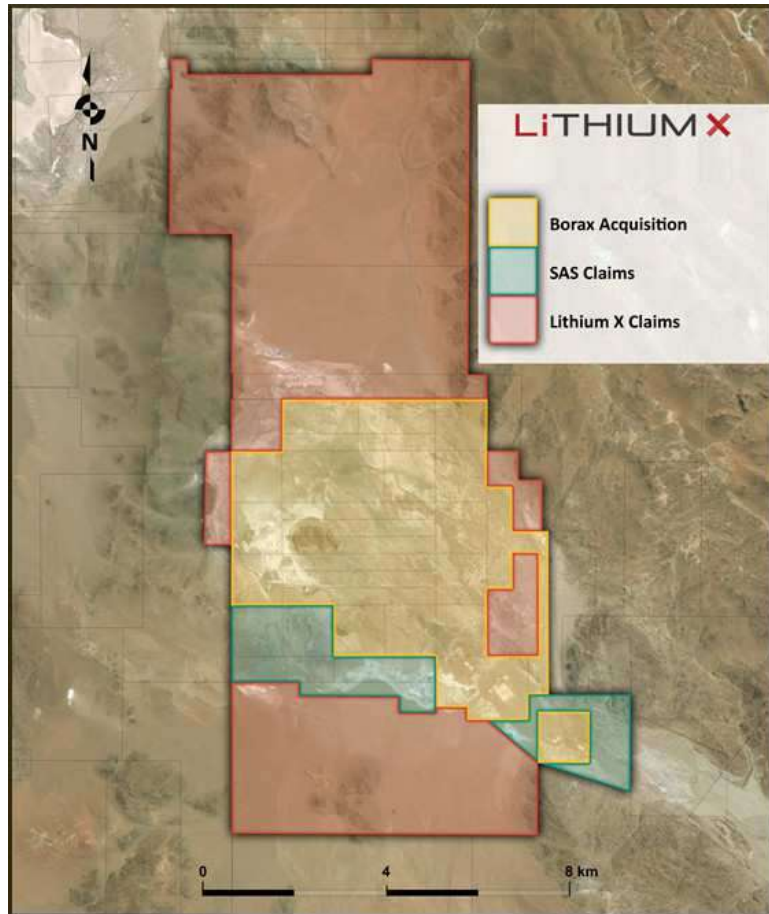 N
LiTHIUM X
Borax Acquisition
SAS Claims
Lithium X Claims
0 4 8 km